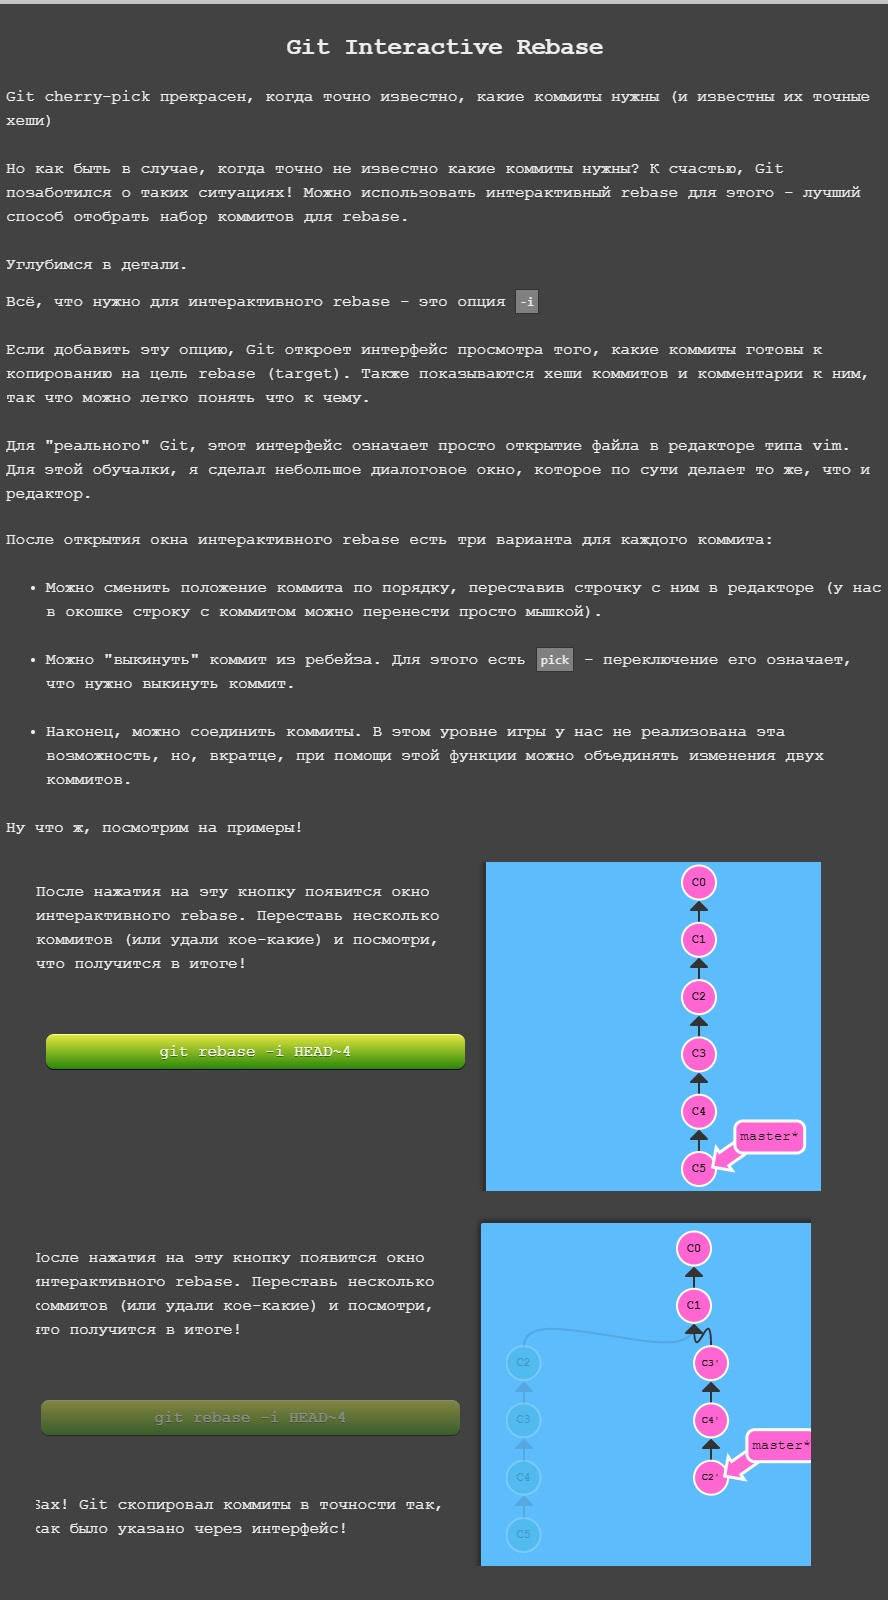 Git Interactive Rebase
Git cherry-pick прекрасен, когда точно известно, какие коммиты нужны (и известны их точные
хеши)
Но как быть в случае, когда точно не известно какие коммиты нужны? К счастью, Git
позаботился о таких ситуациях! Можно использовать интерактивный rebase для этого - лучший
способ отобрать набор коммитов для rebase.
Углубимся в детали.
Всё, что нужно для интерактивного rebase - это опция -i
Если добавить эту опцию, Git откроет интерфейс просмотра того, какие коммиты готовы к
копированию на цель rebase (target). Также показываются хеши коммитов и комментарии к ним,
так что можно легко понять что к чему.
Для "реального" Git, этот интерфейс означает просто открытие файла в редакторе типа vim.
Для этой обучалки, я сделал небольшое диалоговое окно, которое по сути делает то же, что и
редактор.
После открытия окна интерактивного rebase есть три варианта для каждого коммита:
• Можно сменить положение коммита по порядку, переставив строчку с ним в редакторе (у нас
в окошке строку с коммитом можно перенести просто мышкой).
• Можно "выкинуть" коммит из ребейза. Для этого есть pick - переключение его означает,
что нужно выкинуть коммит.
• Наконец, можно соединить коммиты. В этом уровне игры у нас не реализована эта
возможность, но, вкратце, при помощи этой функции можно объединять изменения двух
коммитов.
Ну что ж, посмотрим на примеры!
После нажатия на эту кнопку появится окно
интерактивного rebase. Переставь несколько
коммитов (или удали кое-какие) и посмотри,
что получится в итоге!
git rebase -i HEAD~4
C0
C1
C2
C3
C4
master*
C5
После нажатия на эту кнопку появится окно
интерактивного rebase. Переставь несколько
коммитов (или удали кое-какие) и посмотри,
что получится в итоге!
git rebase -i HEAD~4
Бах! Git скопировал коммиты в точности так,
как было указано через интерфейс!
C0
C1
C2
C3'
C3
C4'
master*
C4
C2'
C5